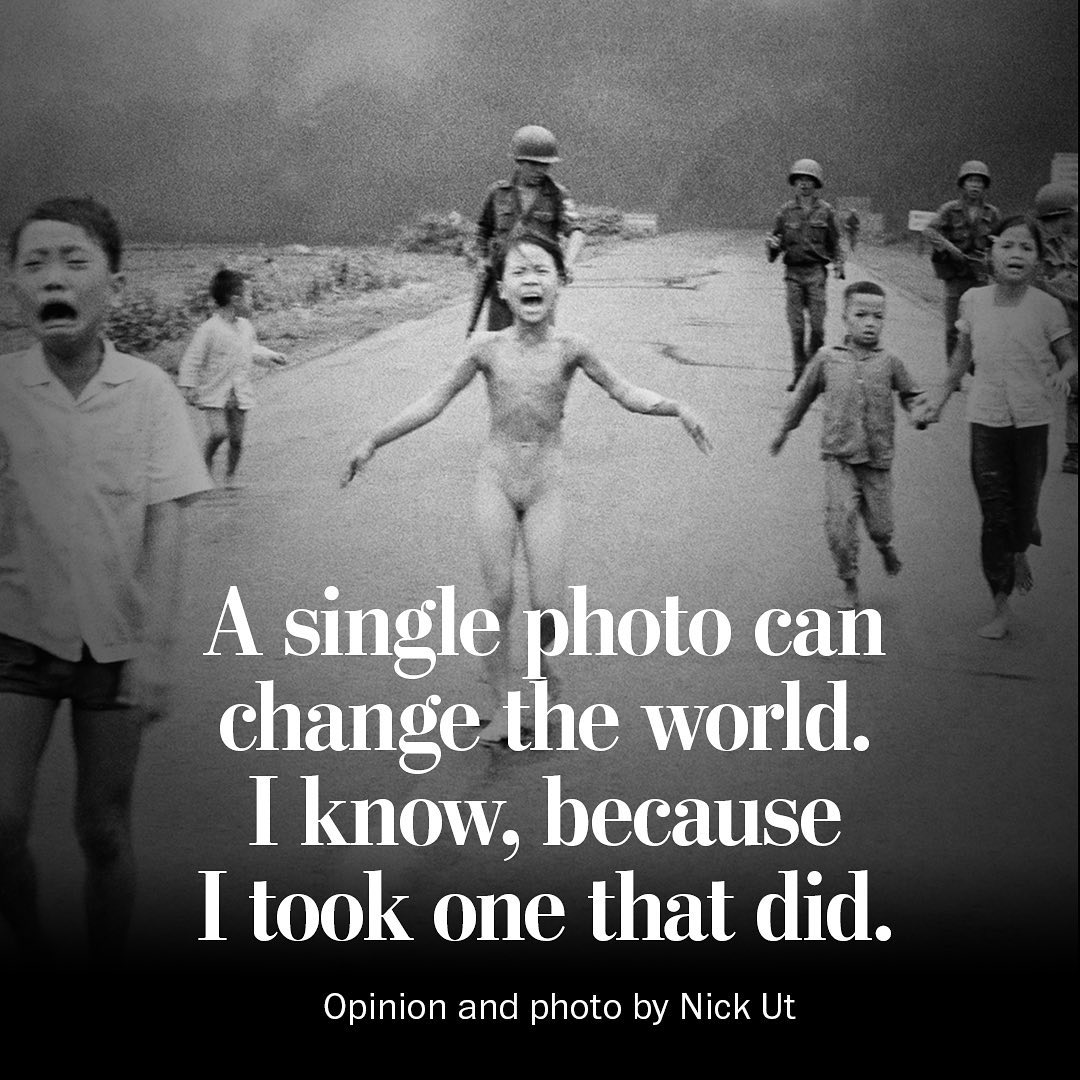 A single photo can
change the world.
I know, because
I took one that did.
Opinion and photo by Nick Ut